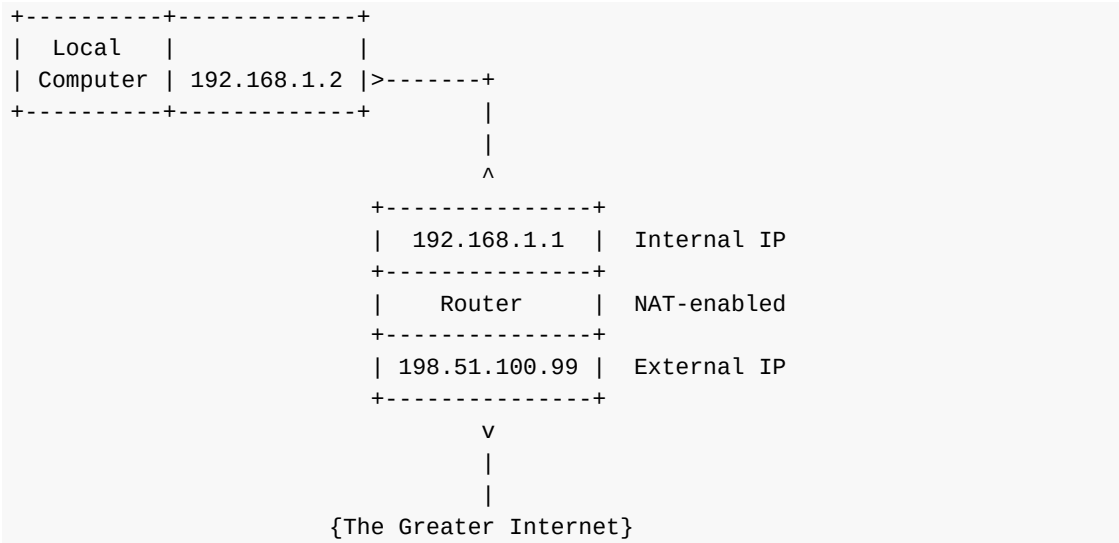 Local
Computer 192.168.1.2
192.168.1.1 Internal IP
Router NAT-enabled
198.51.100.99 External IP
{The Greater Internet}